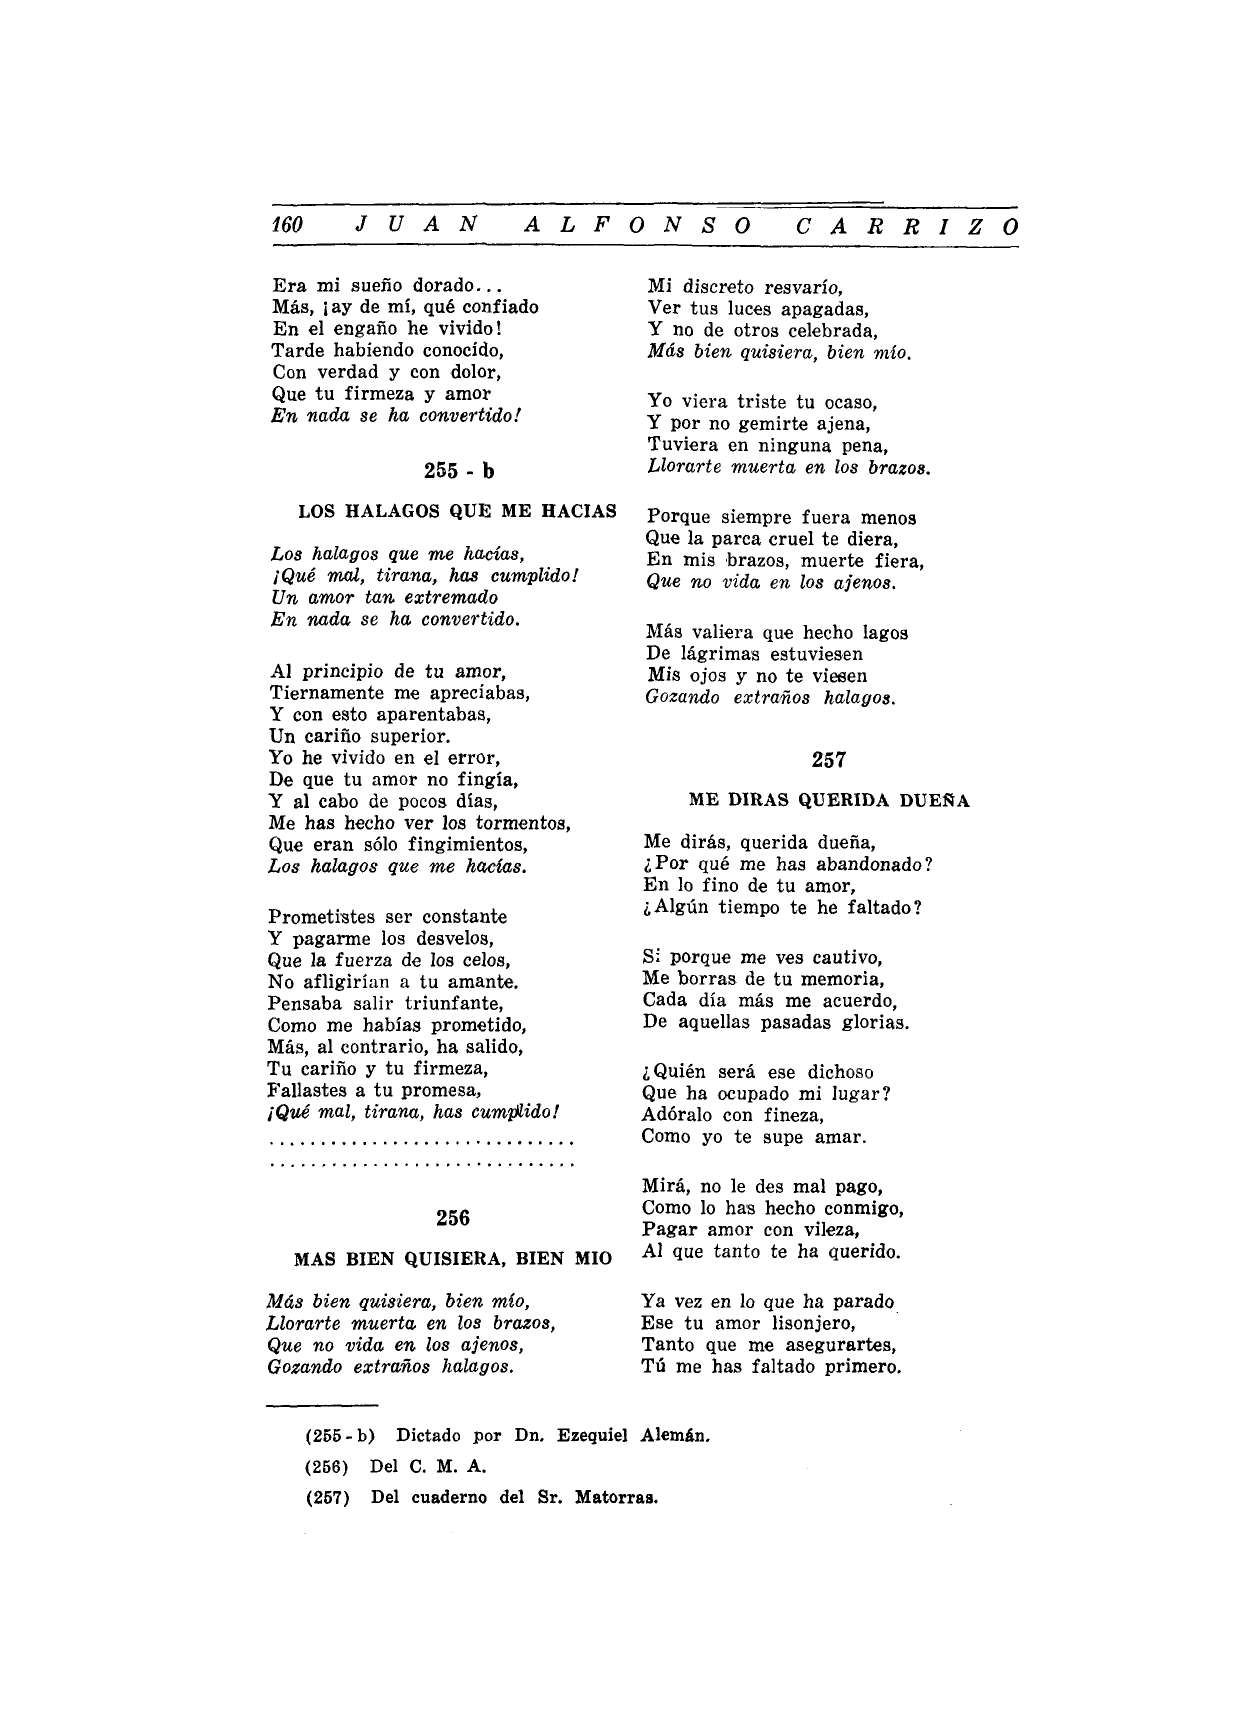 160 JUAN ALFONSO CARRIZO
Era mi sueño dorado...
Más, ¡ay de mí, qué confiado
En el engaño he vivido!
Tarde habiendo conocido,
Con verdad y con dolor,
Que tu firmeza y amor
En nada se ha convertido!
255 - b
LOS HALAGOS QUE ME HACIAS
Los halagos que me hacías,
¡Qué mal, tirana, has cumplido!
Un amor tan extremado
En nada se ha convertido.
Al principio de tu amor,
Tiernamente me apreciabas,
Y con esto aparentabas,
Un cariño superior.
Yo he vivido en el error,
De que tu amor no fingía,
Y al cabo de pocos días,
Me has hecho ver los tormentos,
Que eran sólo fingimientos,
Los halagos que me hacías.
Prometistes ser constante
Y pagarme los desvelos,
Que la fuerza de los celos,
No afligirían a tu amante.
Pensaba salir triunfante,
Como me habías prometido,
Más, al contrario, ha salido,
Tu cariño y tu firmeza,
Fallastes a tu promesa,
¡Qué mal, tirana, has cumplido!
..............................
..............................
256
MAS BIEN QUISIERA, BIEN MIO
Más bien quisiera, bien mío,
Llorarte muerta en los brazos,
Que no vida en los ajenos,
Gozando extraños halagos.
Mi discreto resvarío,
Ver tus luces apagadas,
Y no de otros celebrada,
Más bien quisiera, bien mío.
Yo viera triste tu ocaso,
Y por no gemirte ajena,
Tuviera en ninguna pena,
Llorarte muerta en los brazos.
Porque siempre fuera menos
Que la parca cruel te diera,
En mis brazos, muerte fiera,
Que no vida en los ajenos.
Más valiera que hecho lagos
De lágrimas estuviesen
Mis ojos y no te viesen
Gozando extraños halagos.
257
ME DIRAS QUERIDA DUEÑA
Me dirás, querida dueña,
¿Por qué me has abandonado?
En lo fino de tu amor,
¿Algún tiempo te he faltado?
Si porque me ves cautivo,
Me borras de tu memoria,
Cada día más me acuerdo,
De aquellas pasadas glorias.
¿Quién será ese dichoso
Que ha ocupado mi lugar?
Adóralo con fineza,
Como yo te supe amar.
Mirá, no le des mal pago,
Como lo has hecho conmigo,
Pagar amor con vileza,
Al que tanto te ha querido.
Ya vez en lo que ha parado
Ese tu amor lisonjero,
Tanto que me asegurartes,
Tú me has faltado primero.
(255 - b) Dictado por Dn. Ezequiel Alemán.
(256) Del C. M. A.
(257) Del cuaderno del Sr. Matorras.